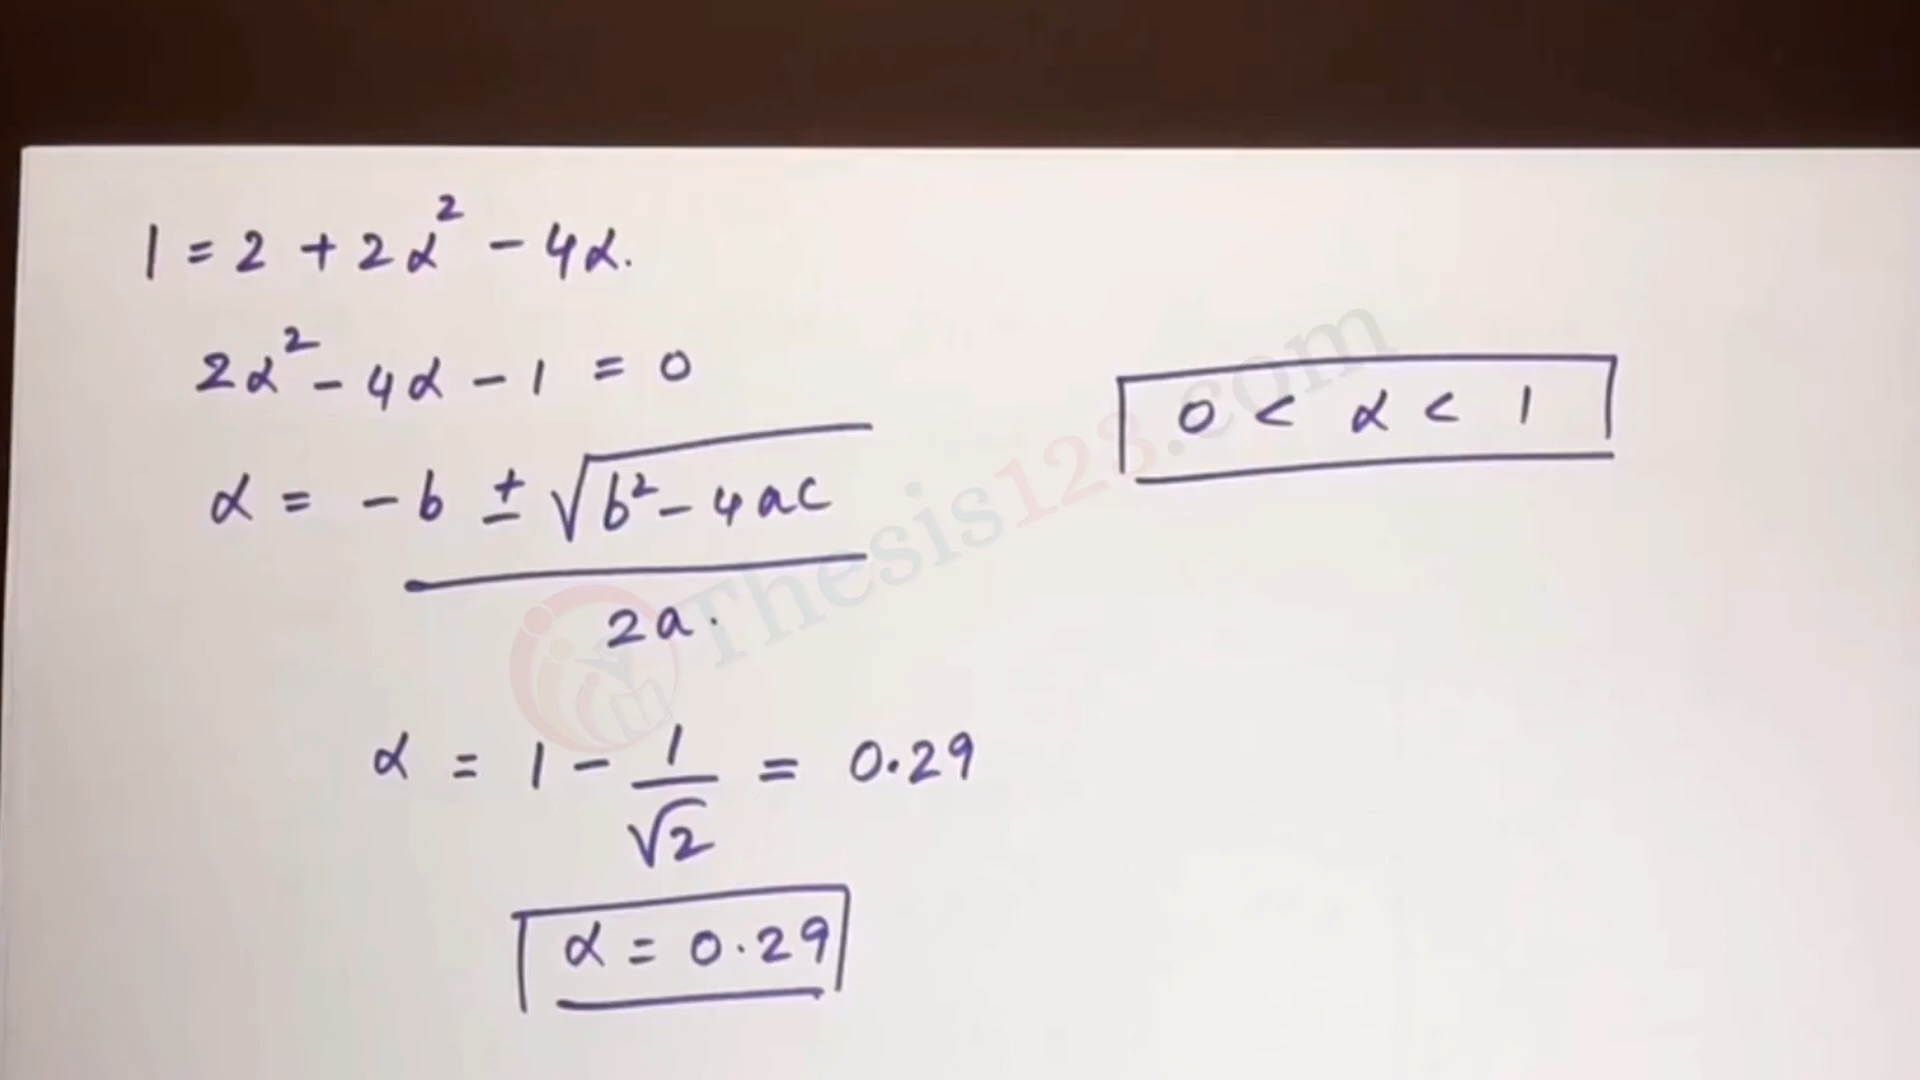 1 = 2 + 2α² - 4α.
2α² - 4α - 1 = 0
0 < α < 1
α = -b ± √b² - 4ac
2a.
Thesis123.com
α = 1 - 1/√2 = 0.29
α = 0.29